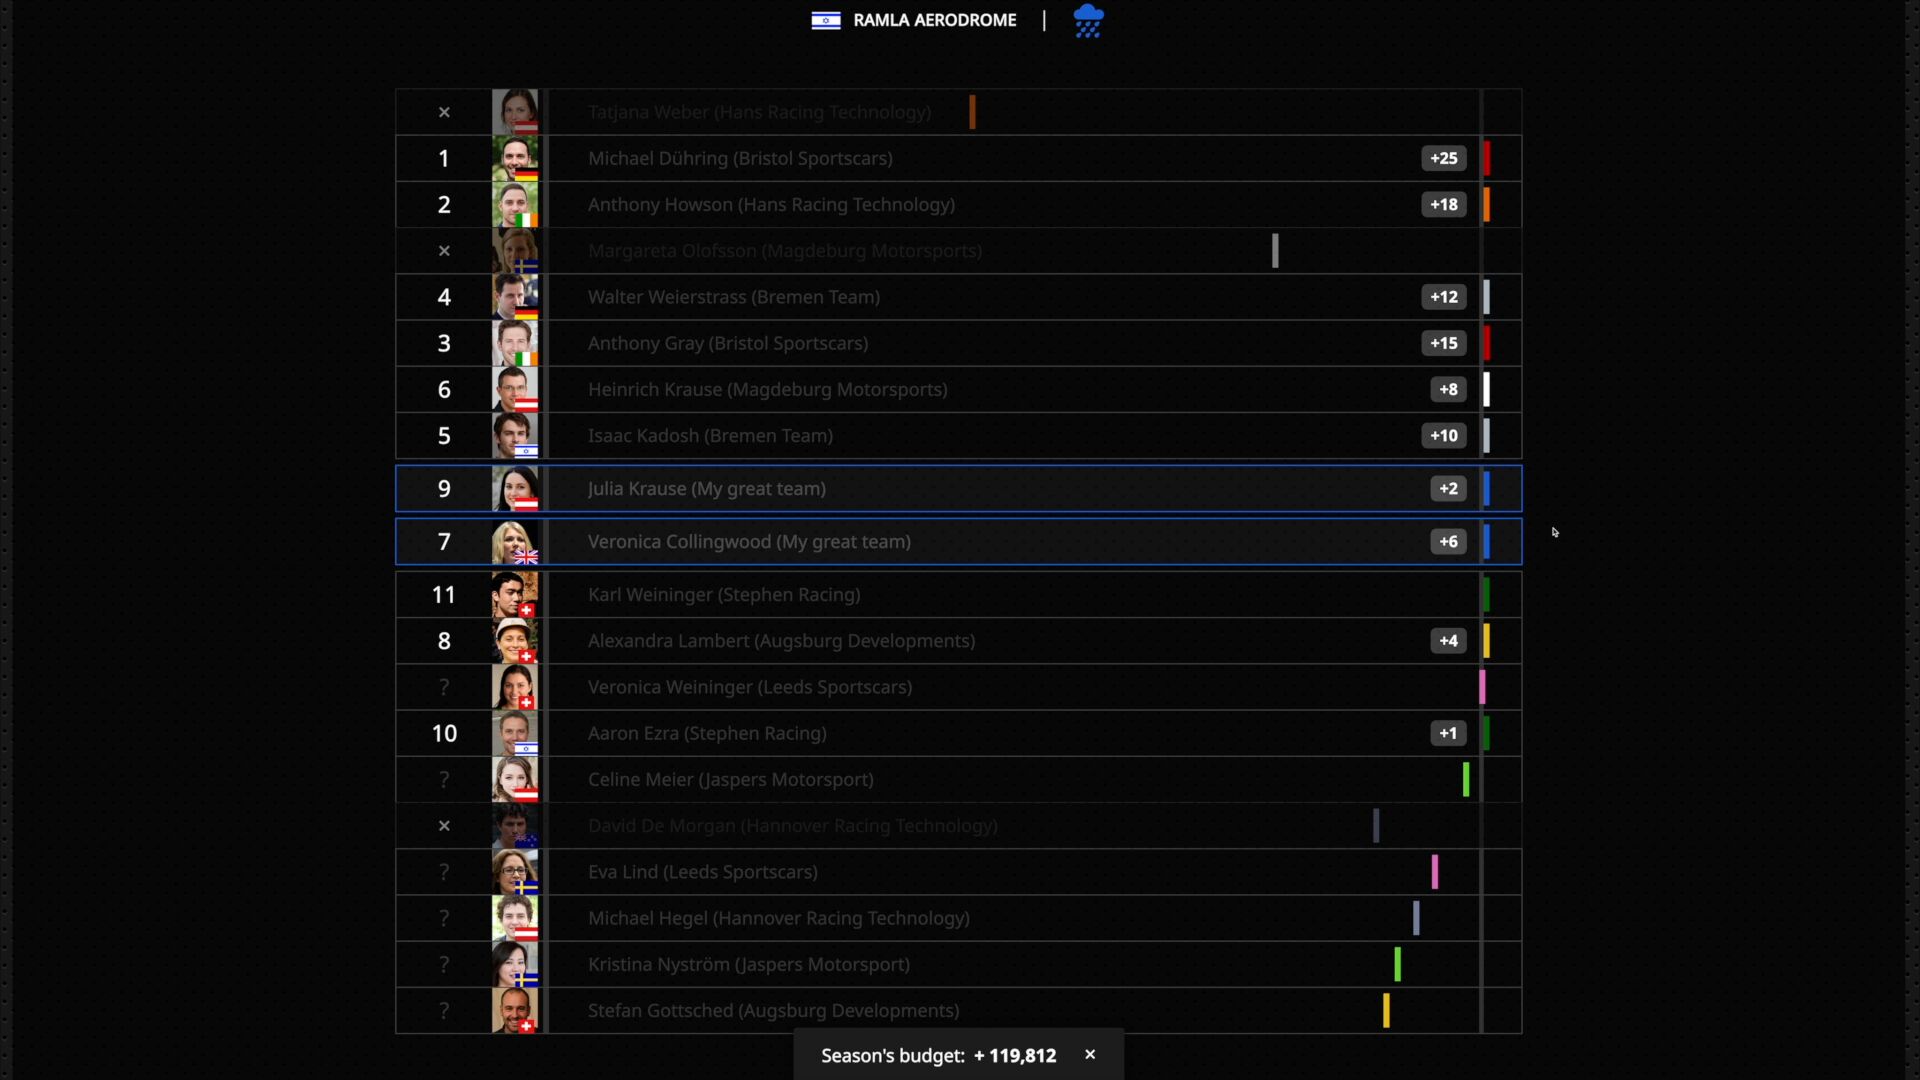 RAMLA AERODROME |
× Tatjana Weber (Hans Racing Technology)
1 Michael Dühring (Bristol Sportscars) +25
2 Anthony Howson (Hans Racing Technology) +18
× Margareta Olofsson (Magdeburg Motorsports)
4 Walter Weierstrass (Bremen Team) +12
3 Anthony Gray (Bristol Sportscars) +15
6 Heinrich Krause (Magdeburg Motorsports) +8
5 Isaac Kadosh (Bremen Team) +10
9 Julia Krause (My great team) +2
7 Veronica Collingwood (My great team) +6
11 Karl Weininger (Stephen Racing)
8 Alexandra Lambert (Augsburg Developments) +4
? Veronica Weininger (Leeds Sportscars)
10 Aaron Ezra (Stephen Racing) +1
? Celine Meier (Jaspers Motorsport)
× David De Morgan (Hannover Racing Technology)
? Eva Lind (Leeds Sportscars)
? Michael Hegel (Hannover Racing Technology)
? Kristina Nyström (Jaspers Motorsport)
? Stefan Gottsched (Augsburg Developments)
Season's budget: + 119,812 ×